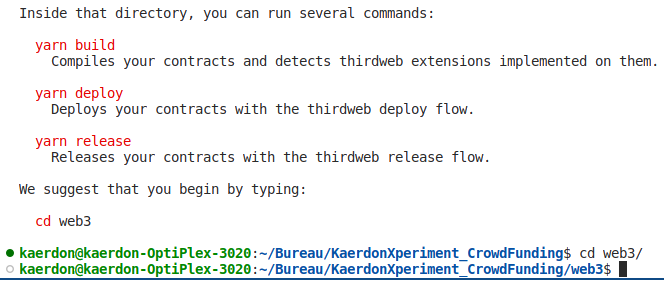 Inside that directory, you can run several commands:
yarn build
Compiles your contracts and detects thirdweb extensions implemented on them.
yarn deploy
Deploys your contracts with the thirdweb deploy flow.
yarn release
Releases your contracts with the thirdweb release flow.
We suggest that you begin by typing:
cd web3
kaerdon@kaerdon-OptiPlex-3020:~/Bureau/KaerdonXperiment_CrowdFunding$ cd web3/
kaerdon@kaerdon-OptiPlex-3020:~/Bureau/KaerdonXperiment_CrowdFunding/web3$